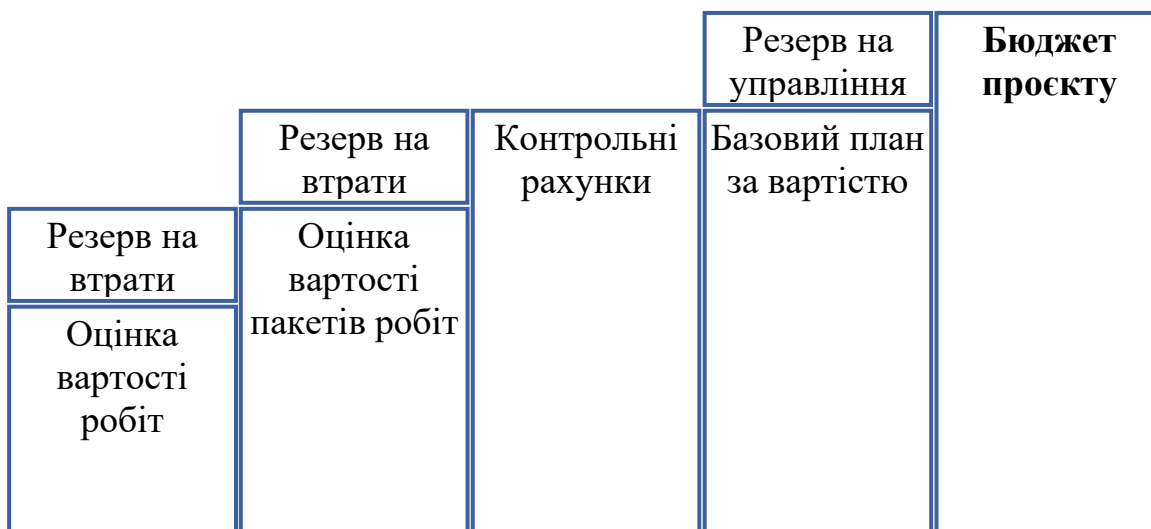 Резерв на
управління
Бюджет
проєкту
Резерв на
втрати
Контрольні
рахунки
Базовий план
за вартістю
Резерв на
втрати
Оцінка
вартості
пакетів робіт
Оцінка
вартості
робіт